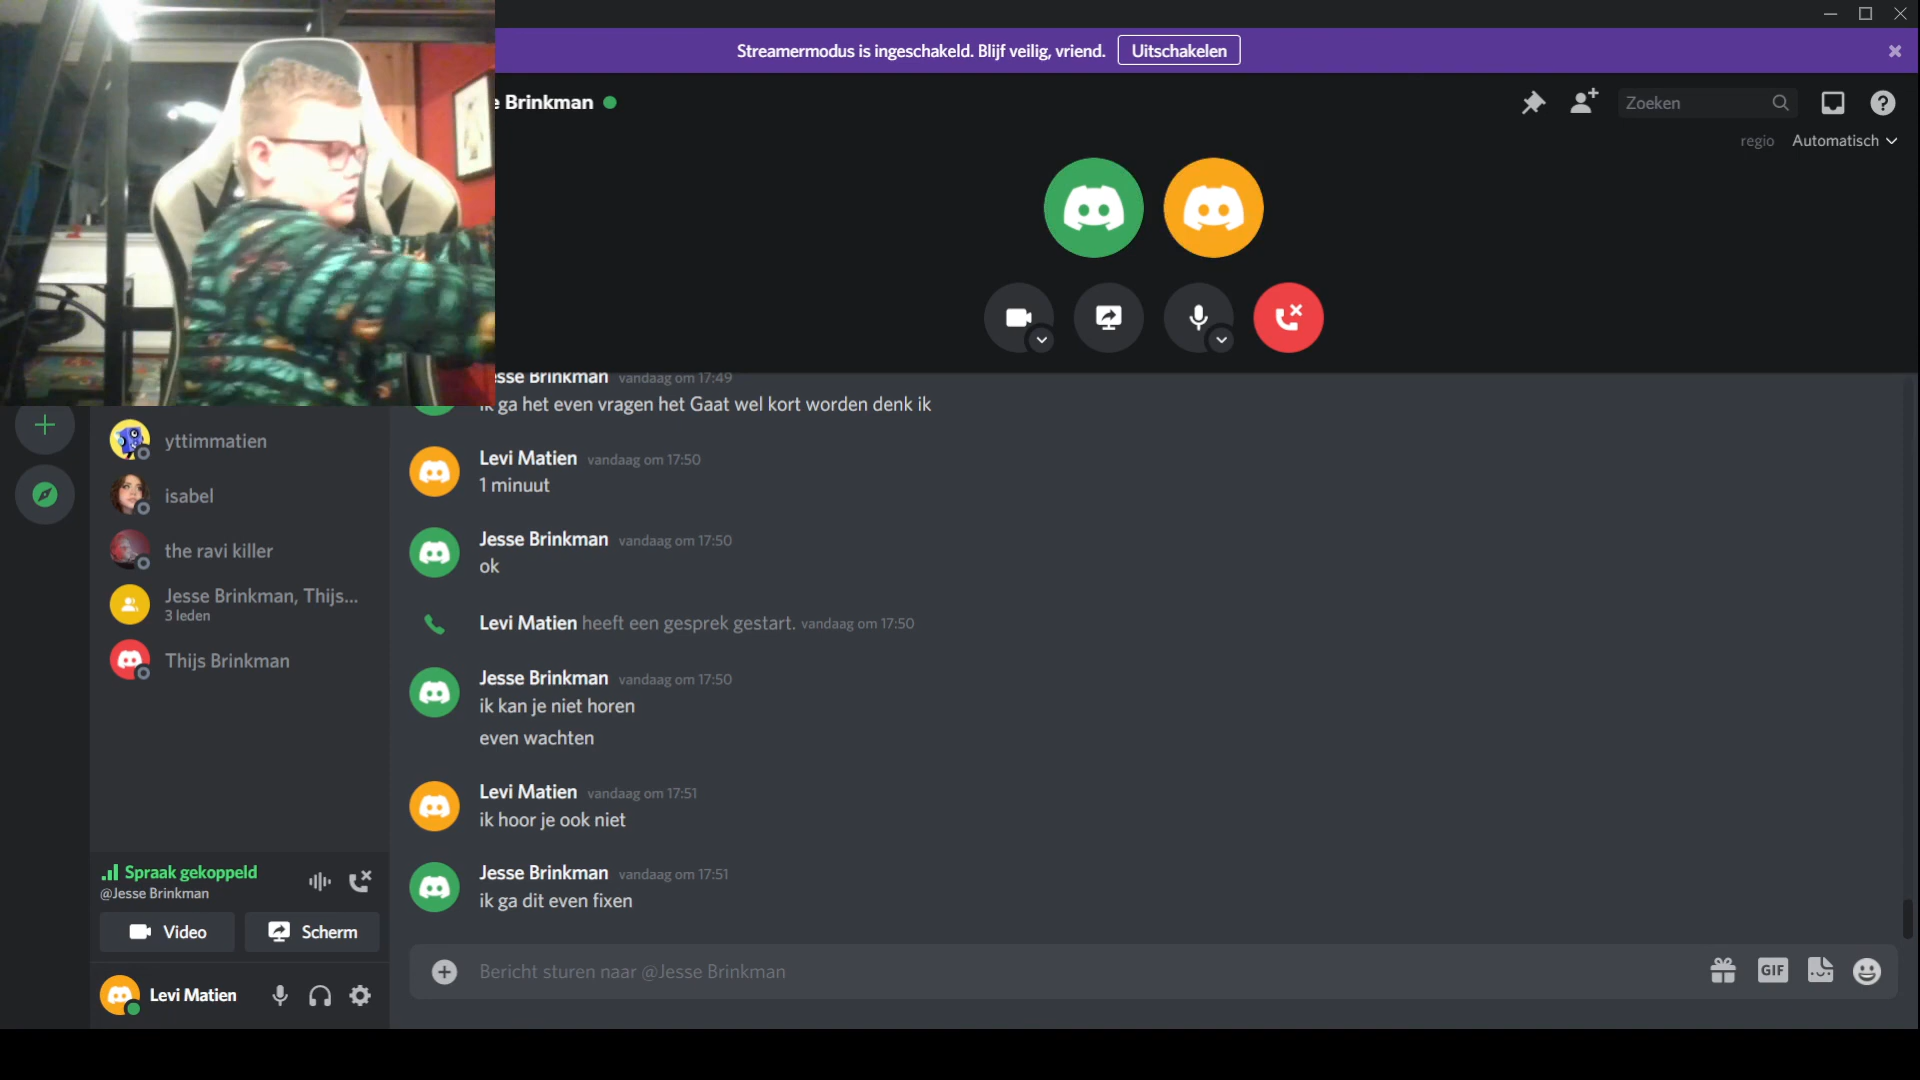 Streamermodus is ingeschakeld. Blijf veilig, vriend. Uitschakelen
Brinkman
Zoeken
regio Automatisch
Brinkman vandaag om 17:49
ik ga het even vragen het Gaat wel kort worden denk ik
Levi Matien vandaag om 17:50
1 minuut
Jesse Brinkman vandaag om 17:50
ok
Levi Matien heeft een gesprek gestart. vandaag om 17:50
Jesse Brinkman vandaag om 17:50
ik kan je niet horen
even wachten
Levi Matien vandaag om 17:51
ik hoor je ook niet
Jesse Brinkman vandaag om 17:51
ik ga dit even fixen
Bericht sturen naar @Jesse Brinkman
GIF
yttimmatien
isabel
the ravi killer
Jesse Brinkman, Thijs...
3 leden
Thijs Brinkman
Spraak gekoppeld
@Jesse Brinkman
Video
Scherm
Levi Matien